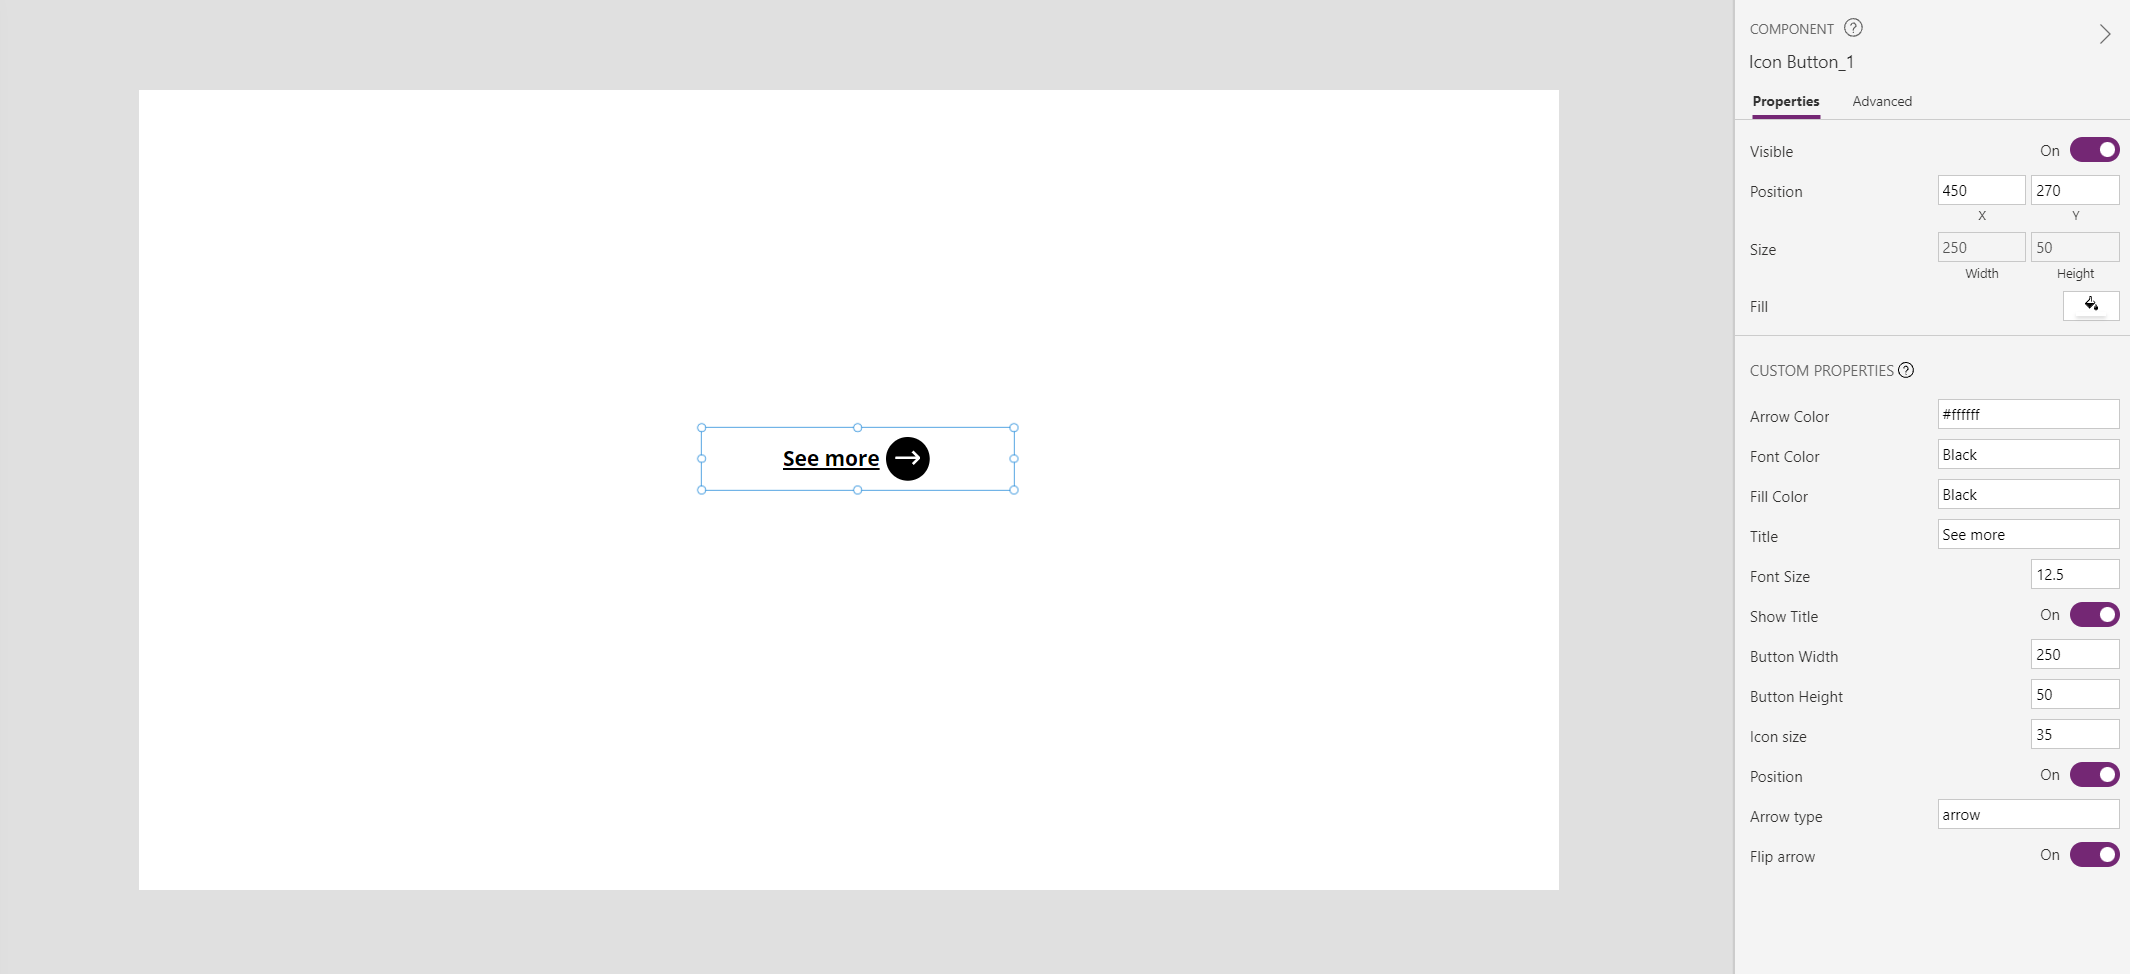 See more
COMPONENT ?
Icon Button_1
Properties Advanced
Visible On
Position 450 270
X Y
Size 250 50
Width Height
Fill
CUSTOM PROPERTIES ?
Arrow Color #ffffff
Font Color Black
Fill Color Black
Title See more
Font Size 12.5
Show Title On
Button Width 250
Button Height 50
Icon size 35
Position On
Arrow type arrow
Flip arrow On